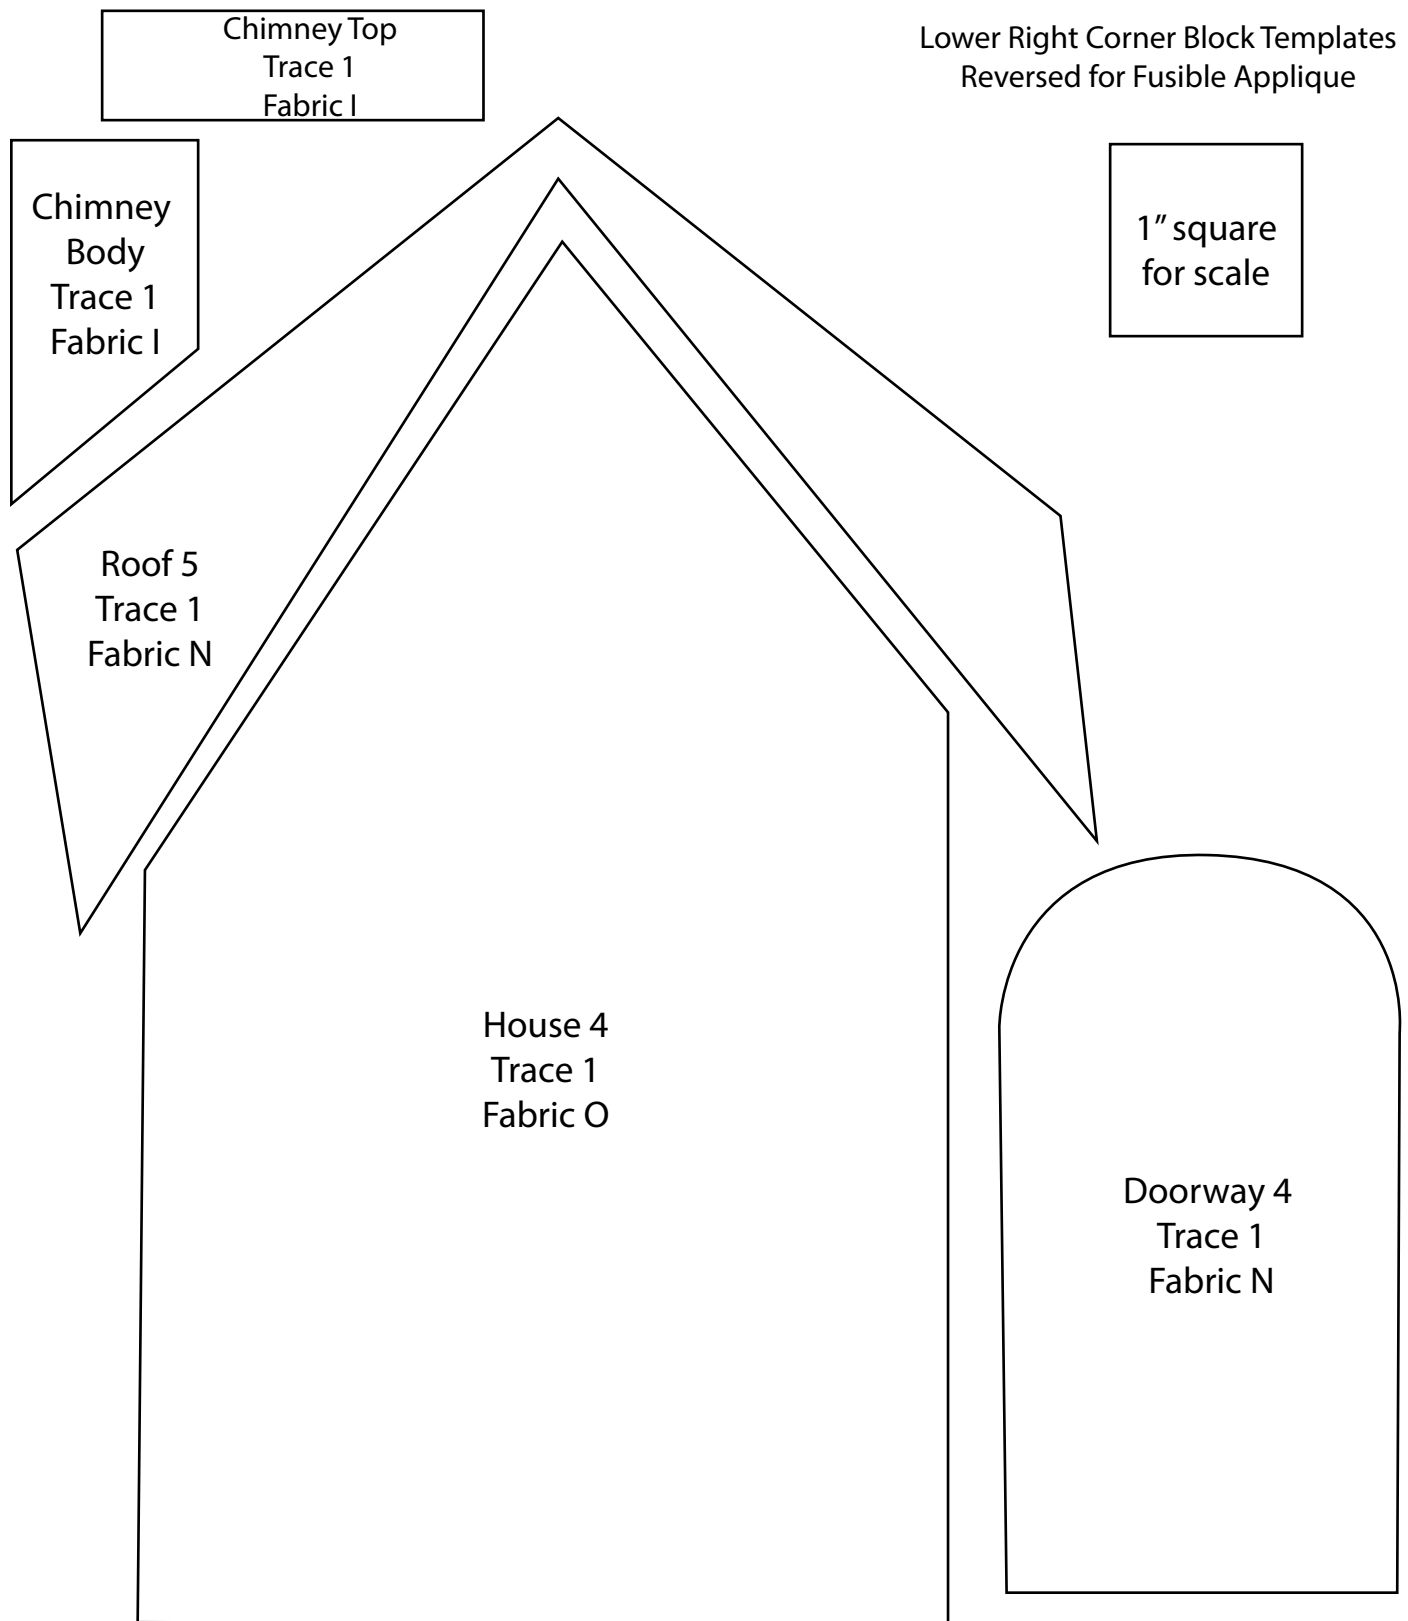 Chimney Top
Trace 1
Fabric I
Lower Right Corner Block Templates
Reversed for Fusible Applique
Chimney
Body
Trace 1
Fabric I
1" square
for scale
Roof 5
Trace 1
Fabric N
House 4
Trace 1
Fabric O
Doorway 4
Trace 1
Fabric N